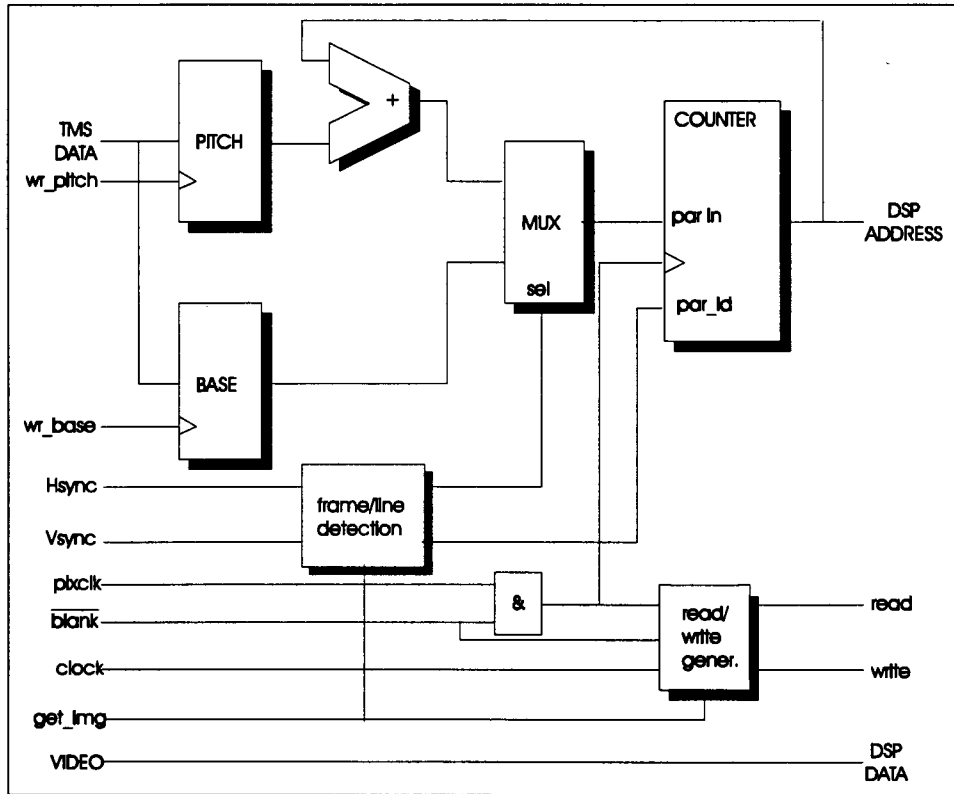 COUNTER
TMS
DATA
PITCH
+
wr_pitch
MUX
par in
DSP
ADDRESS
sel
par_ld
BASE
wr_base
Hsync
frame/line
detection
Vsync
pixclk
&
read/
write
gener.
read
blank
clock
write
get_img
VIDEO
DSP
DATA